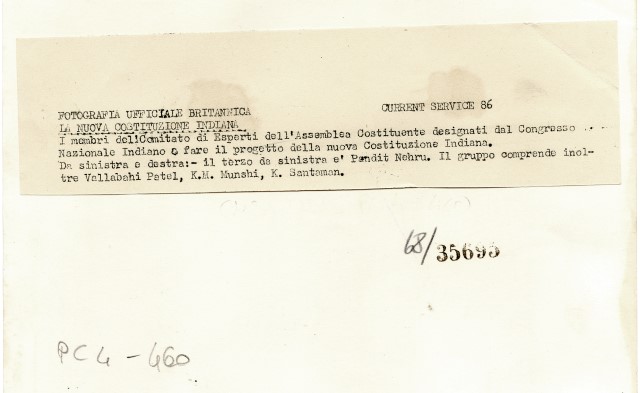 FOTOGRAFIA UFFICIALE BRITANNICA CURRENT SERVICE 86
LA NUOVA COSTITUZIONE INDIANA
I membri del Comitato di Esperti dell'Assemblea Costituente designati dal Congresso
Nazionale Indiano a fare il progetto della nuova Costituzione Indiana.
Da sinistra e destra:- il terzo da sinistra e' Pandit Nehru. Il gruppo comprende inol-
tre Vallabahi Patel, K.M. Munshi, K. Santaman.
68/35695
PC4-460